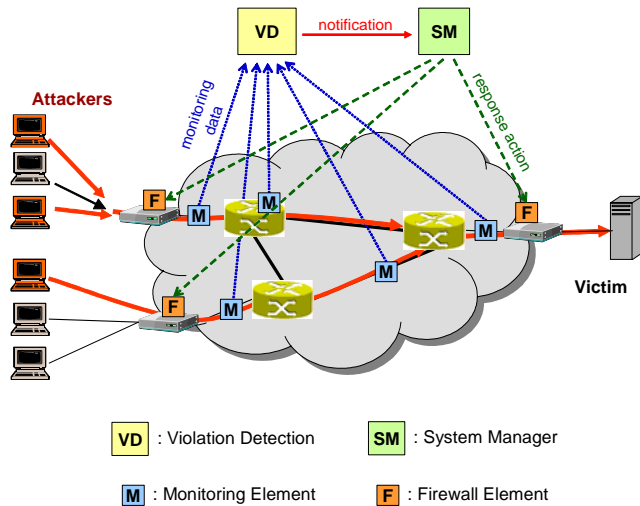 VD
notification
SM
Attackers
monitoring
data
response action
F
M
M
F
M
M
F
M
Victim
VD : Violation Detection
SM : System Manager
M : Monitoring Element
F : Firewall Element